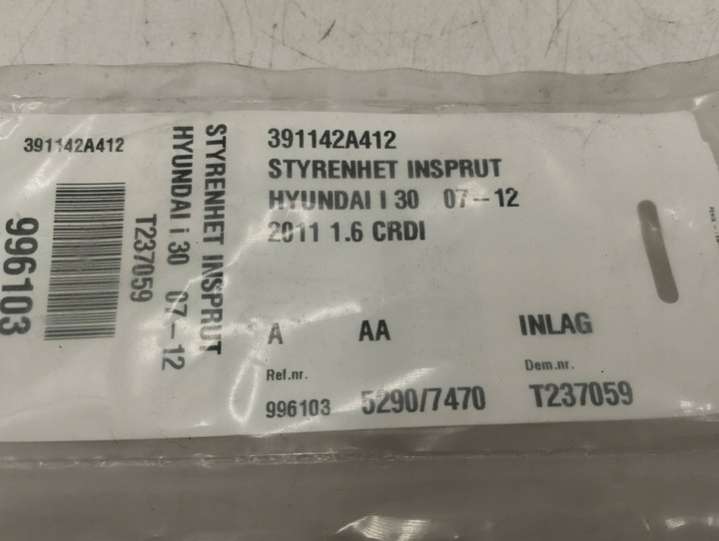 391142A412
996103
T237059
HYUNDAI i 30 07--12
STYRENHET INSPRUT
391142A412
STYRENHET INSPRUT
HYUNDAI I 30 07--12
2011 1.6 CRDI
A AA INLAG
Ref.nr. Dem.nr.
996103 5290/7470 T237059